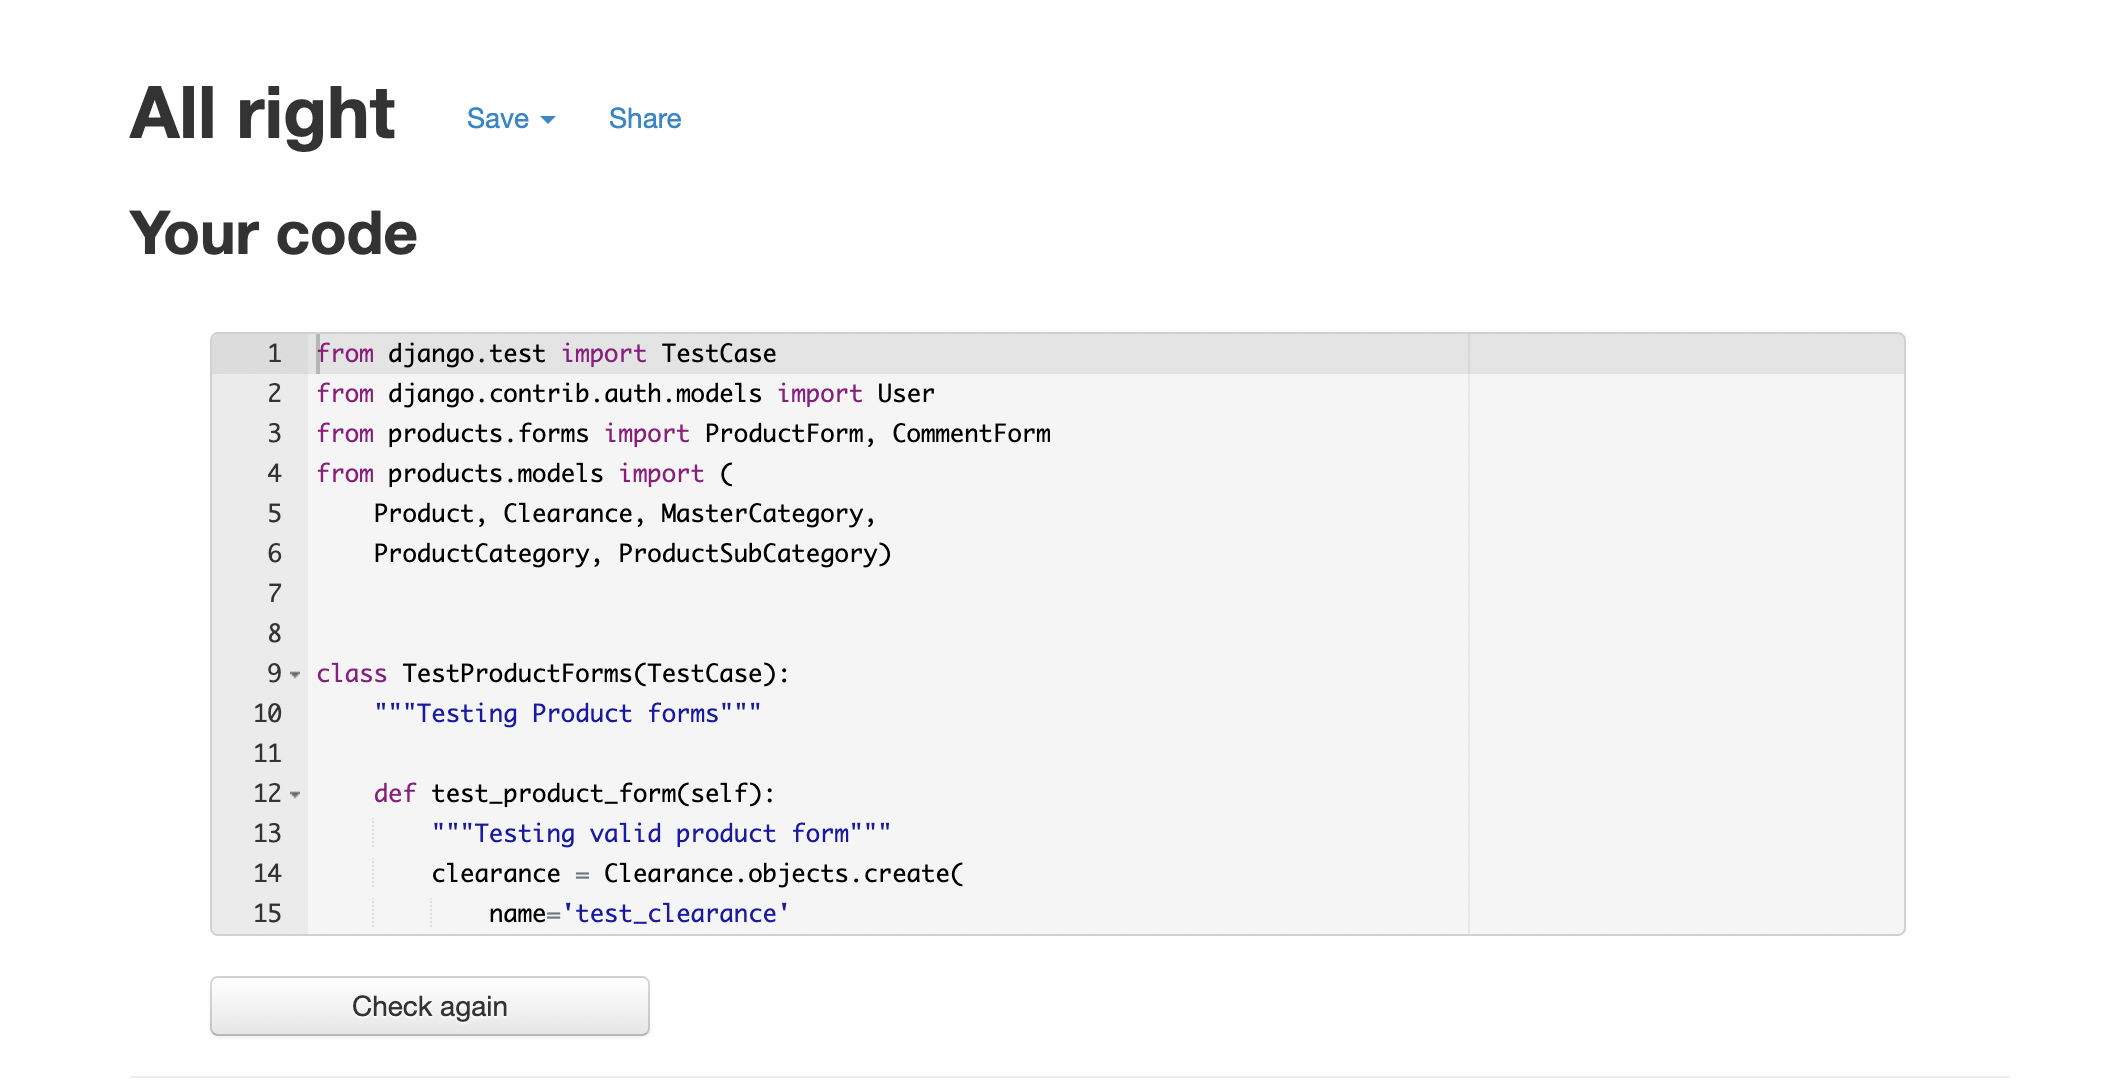 All right Save Share
Your code
1 from django.test import TestCase
2 from django.contrib.auth.models import User
3 from products.forms import ProductForm, CommentForm
4 from products.models import (
5     Product, Clearance, MasterCategory,
6     ProductCategory, ProductSubCategory)
7
8
9 class TestProductForms(TestCase):
10     """Testing Product forms"""
11
12     def test_product_form(self):
13         """Testing valid product form"""
14         clearance = Clearance.objects.create(
15             name='test_clearance'
Check again